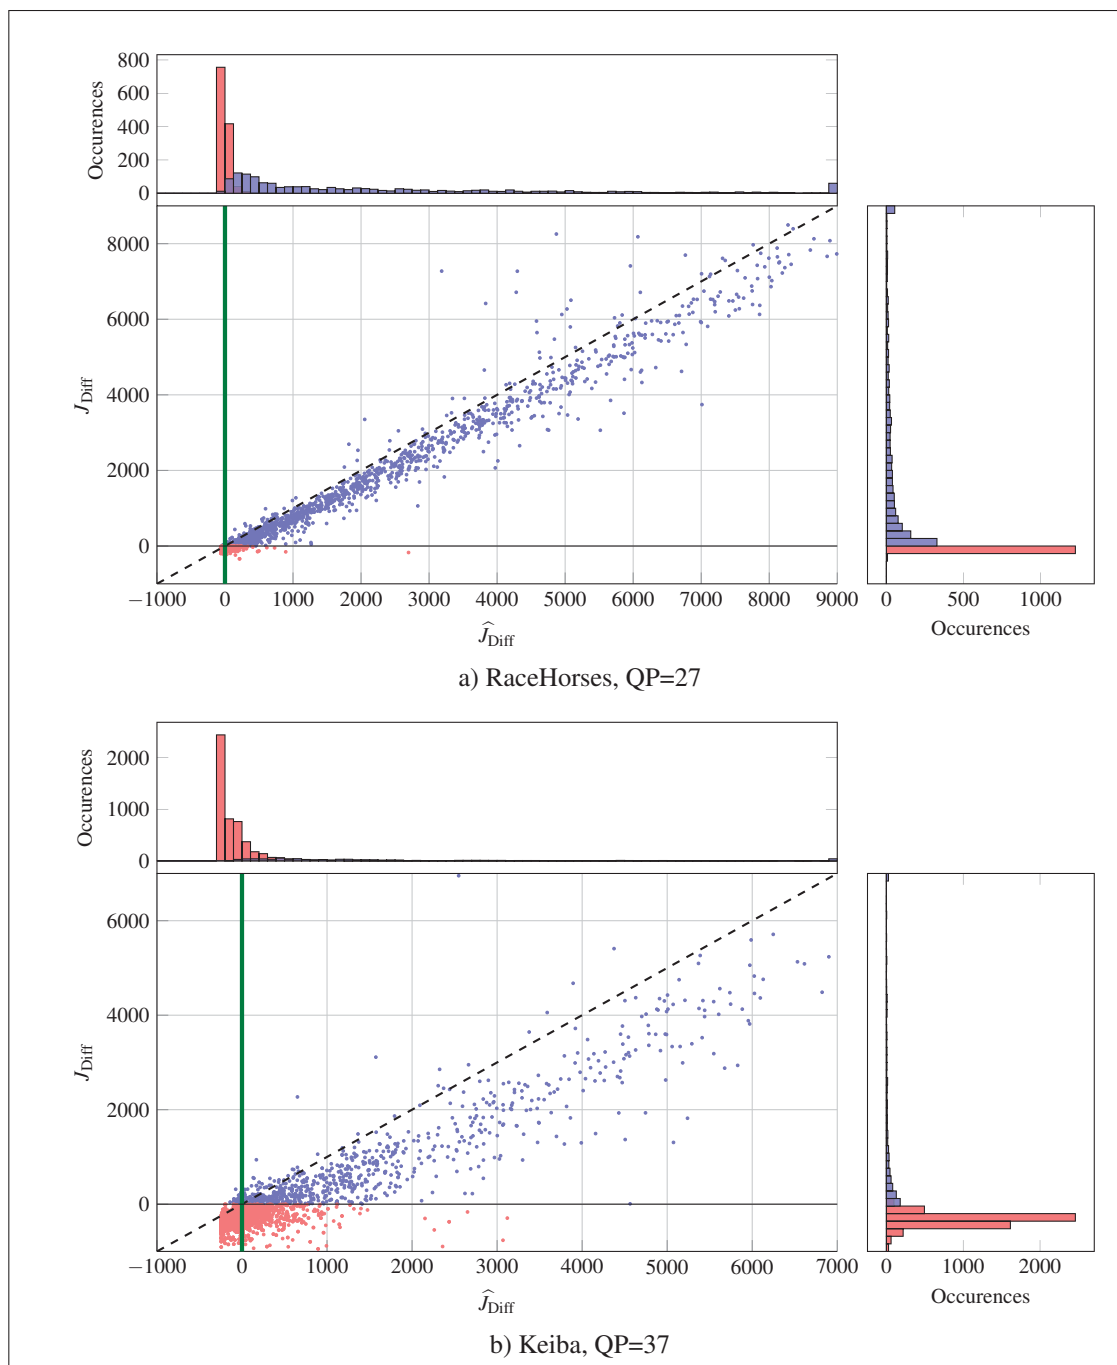 800
600
400
200
0
Occurences
8000
6000
4000
2000
0
J_Diff
−1000 0 1000 2000 3000 4000 5000 6000 7000 8000 9000
Ĵ_Diff
0 500 1000
Occurences
a) RaceHorses, QP=27
2000
1000
0
Occurences
6000
4000
2000
0
J_Diff
−1000 0 1000 2000 3000 4000 5000 6000 7000
Ĵ_Diff
0 1000 2000
Occurences
b) Keiba, QP=37